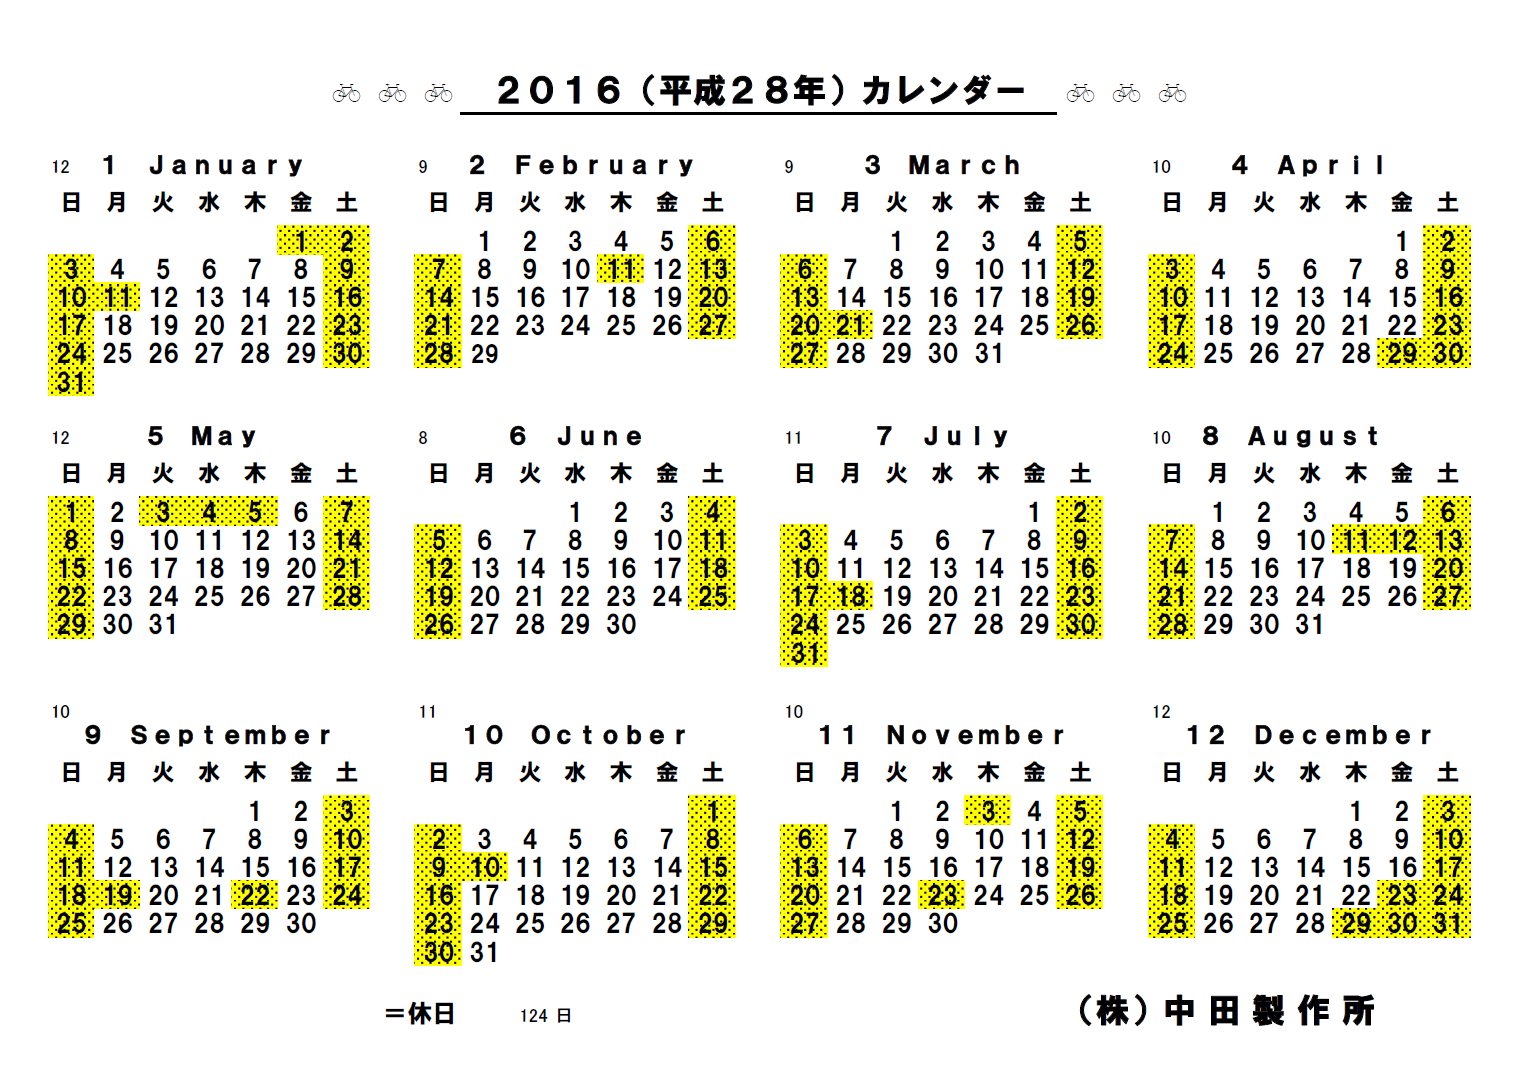 ２０１６（平成２８年）カレンダー
12 １ Ｊａｎｕａｒｙ 9 ２ Ｆｅｂｒｕａｒｙ 9 ３ Ｍａｒｃｈ 10 ４ Ａｐｒｉｌ
日 月 火 水 木 金 土 日 月 火 水 木 金 土 日 月 火 水 木 金 土 日 月 火 水 木 金 土
1 2 1 2 3 4 5 6 1 2 3 4 5 1 2
3 4 5 6 7 8 9 7 8 9 10 11 12 13 6 7 8 9 10 11 12 3 4 5 6 7 8 9
10 11 12 13 14 15 16 14 15 16 17 18 19 20 13 14 15 16 17 18 19 10 11 12 13 14 15 16
17 18 19 20 21 22 23 21 22 23 24 25 26 27 20 21 22 23 24 25 26 17 18 19 20 21 22 23
24 25 26 27 28 29 30 28 29 27 28 29 30 31 24 25 26 27 28 29 30
31
12 ５ Ｍａｙ 8 ６ Ｊｕｎｅ 11 ７ Ｊｕｌｙ 10 ８ Ａｕｇｕｓｔ
日 月 火 水 木 金 土 日 月 火 水 木 金 土 日 月 火 水 木 金 土 日 月 火 水 木 金 土
1 2 3 4 5 6 7 1 2 3 4 1 2 1 2 3 4 5 6
8 9 10 11 12 13 14 5 6 7 8 9 10 11 3 4 5 6 7 8 9 7 8 9 10 11 12 13
15 16 17 18 19 20 21 12 13 14 15 16 17 18 10 11 12 13 14 15 16 14 15 16 17 18 19 20
22 23 24 25 26 27 28 19 20 21 22 23 24 25 17 18 19 20 21 22 23 21 22 23 24 25 26 27
29 30 31 26 27 28 29 30 24 25 26 27 28 29 30 28 29 30 31
31
10 11 10 12
９ Ｓｅｐｔｅｍｂｅｒ １０ Ｏｃｔｏｂｅｒ １１ Ｎｏｖｅｍｂｅｒ １２ Ｄｅｃｅｍｂｅｒ
日 月 火 水 木 金 土 日 月 火 水 木 金 土 日 月 火 水 木 金 土 日 月 火 水 木 金 土
1 2 3 1 1 2 3 4 5 1 2 3
4 5 6 7 8 9 10 2 3 4 5 6 7 8 6 7 8 9 10 11 12 4 5 6 7 8 9 10
11 12 13 14 15 16 17 9 10 11 12 13 14 15 13 14 15 16 17 18 19 11 12 13 14 15 16 17
18 19 20 21 22 23 24 16 17 18 19 20 21 22 20 21 22 23 24 25 26 18 19 20 21 22 23 24
25 26 27 28 29 30 23 24 25 26 27 28 29 27 28 29 30 25 26 27 28 29 30 31
30 31
＝休日 124 日 （株）中田製作所